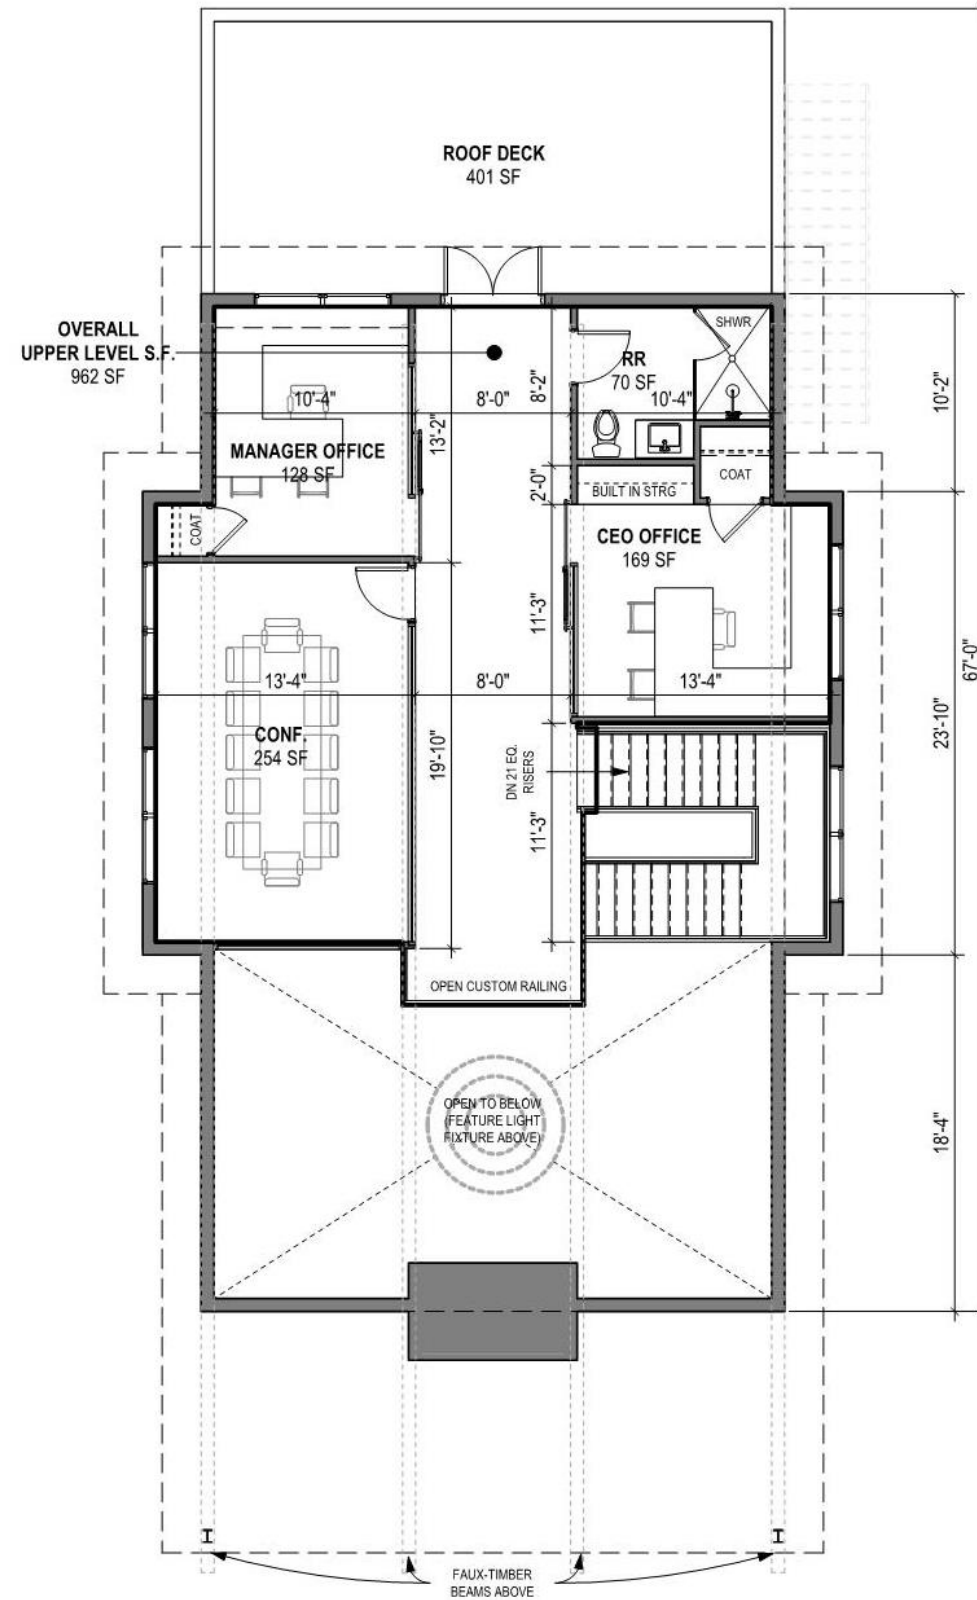 ROOF DECK
401 SF
OVERALL
UPPER LEVEL S.F.
962 SF
SHWR
RR
70 SF
10'-4"
8'-0"
8'-2"
10'-4"
13'-2"
10'-2"
MANAGER OFFICE
128 SF
2'-0"
BUILT IN STRG
COAT
COAT
CEO OFFICE
169 SF
11'-3"
13'-4"
8'-0"
13'-4"
67'-0"
CONF.
254 SF
19'-10"
23'-10"
DN 21 EQ.
RISERS
11'-3"
OPEN CUSTOM RAILING
OPEN TO BELOW
(FEATURE LIGHT
FIXTURE ABOVE)
18'-4"
I
I
FAUX-TIMBER
BEAMS ABOVE